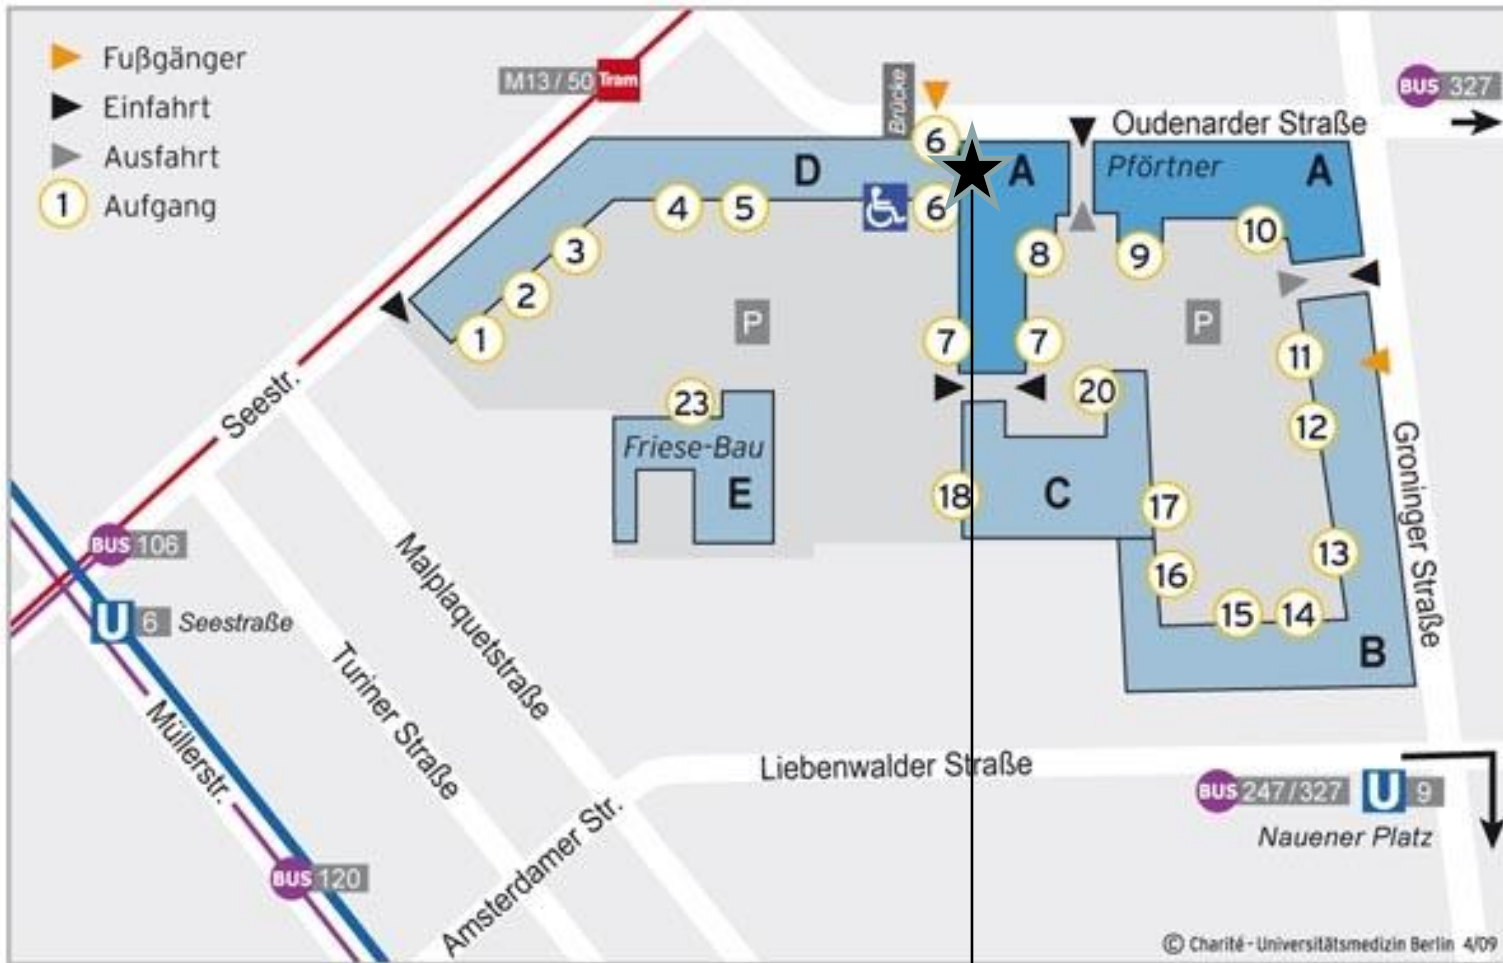 Fußgänger
Einfahrt
Ausfahrt
1 Aufgang
M13/50 Tram
Brücke
BUS 327
Oudenarder Straße
6
D
A
Pförtner
A
4
5
6
3
8
9
10
2
1
P
7
7
P
11
20
23
Friese-Bau
E
12
18
C
17
13
16
15
14
B
Seestr.
Groninger Straße
BUS 106
U 6 Seestraße
Malplaquetstraße
Turiner Straße
Müllerstr.
Liebenwalder Straße
BUS 247/327 U 9
Nauener Platz
Amsterdamer Str.
BUS 120
© Charité - Universitätsmedizin Berlin 4/09